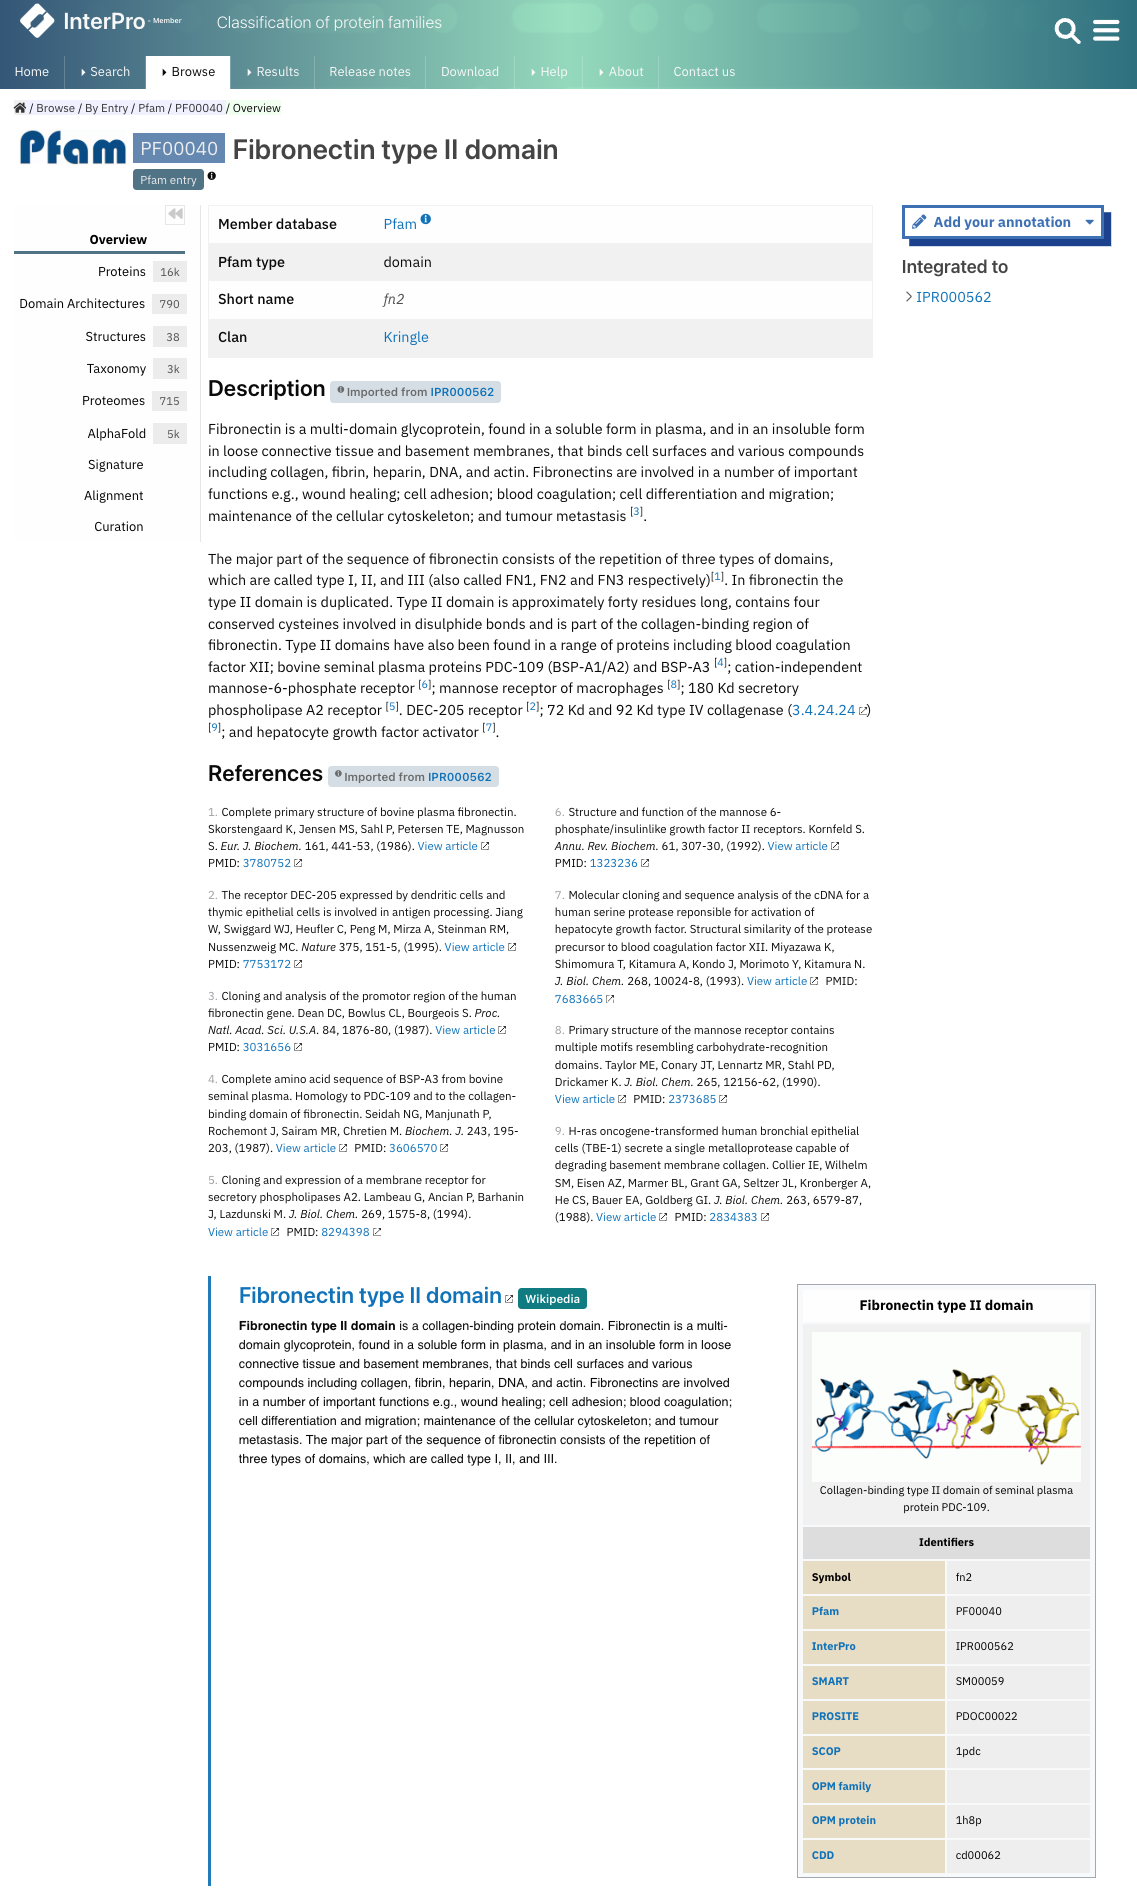 InterPro - Member
Classification of protein families
Home
Search
Browse
Results
Release notes
Download
Help
About
Contact us
/ Browse / By Entry / Pfam / PF00040 / Overview
Pfam PF00040 Fibronectin type II domain
Pfam entry
Overview
Proteins 16k
Domain Architectures 790
Structures 38
Taxonomy 3k
Proteomes 715
AlphaFold 5k
Signature
Alignment
Curation
Member database Pfam
Pfam type domain
Short name fn2
Clan Kringle
Add your annotation
Integrated to
IPR000562
Description Imported from IPR000562
Fibronectin is a multi-domain glycoprotein, found in a soluble form in plasma, and in an insoluble form
in loose connective tissue and basement membranes, that binds cell surfaces and various compounds
including collagen, fibrin, heparin, DNA, and actin. Fibronectins are involved in a number of important
functions e.g., wound healing; cell adhesion; blood coagulation; cell differentiation and migration;
maintenance of the cellular cytoskeleton; and tumour metastasis [3].
The major part of the sequence of fibronectin consists of the repetition of three types of domains,
which are called type I, II, and III (also called FN1, FN2 and FN3 respectively)[1]. In fibronectin the
type II domain is duplicated. Type II domain is approximately forty residues long, contains four
conserved cysteines involved in disulphide bonds and is part of the collagen-binding region of
fibronectin. Type II domains have also been found in a range of proteins including blood coagulation
factor XII; bovine seminal plasma proteins PDC-109 (BSP-A1/A2) and BSP-A3 [4]; cation-independent
mannose-6-phosphate receptor [6]; mannose receptor of macrophages [8]; 180 Kd secretory
phospholipase A2 receptor [5]. DEC-205 receptor [2]; 72 Kd and 92 Kd type IV collagenase (3.4.24.24)
[9]; and hepatocyte growth factor activator [7].
References Imported from IPR000562
1. Complete primary structure of bovine plasma fibronectin.
Skorstengaard K, Jensen MS, Sahl P, Petersen TE, Magnusson
S. Eur. J. Biochem. 161, 441-53, (1986). View article
PMID: 3780752
2. The receptor DEC-205 expressed by dendritic cells and
thymic epithelial cells is involved in antigen processing. Jiang
W, Swiggard WJ, Heufler C, Peng M, Mirza A, Steinman RM,
Nussenzweig MC. Nature 375, 151-5, (1995). View article
PMID: 7753172
3. Cloning and analysis of the promotor region of the human
fibronectin gene. Dean DC, Bowlus CL, Bourgeois S. Proc.
Natl. Acad. Sci. U.S.A. 84, 1876-80, (1987). View article
PMID: 3031656
4. Complete amino acid sequence of BSP-A3 from bovine
seminal plasma. Homology to PDC-109 and to the collagen-
binding domain of fibronectin. Seidah NG, Manjunath P,
Rochemont J, Sairam MR, Chretien M. Biochem. J. 243, 195-
203, (1987). View article PMID: 3606570
5. Cloning and expression of a membrane receptor for
secretory phospholipases A2. Lambeau G, Ancian P, Barhanin
J, Lazdunski M. J. Biol. Chem. 269, 1575-8, (1994).
View article PMID: 8294398
6. Structure and function of the mannose 6-
phosphate/insulinlike growth factor II receptors. Kornfeld S.
Annu. Rev. Biochem. 61, 307-30, (1992). View article
PMID: 1323236
7. Molecular cloning and sequence analysis of the cDNA for a
human serine protease reponsible for activation of
hepatocyte growth factor. Structural similarity of the protease
precursor to blood coagulation factor XII. Miyazawa K,
Shimomura T, Kitamura A, Kondo J, Morimoto Y, Kitamura N.
J. Biol. Chem. 268, 10024-8, (1993). View article PMID:
7683665
8. Primary structure of the mannose receptor contains
multiple motifs resembling carbohydrate-recognition
domains. Taylor ME, Conary JT, Lennartz MR, Stahl PD,
Drickamer K. J. Biol. Chem. 265, 12156-62, (1990).
View article PMID: 2373685
9. H-ras oncogene-transformed human bronchial epithelial
cells (TBE-1) secrete a single metalloprotease capable of
degrading basement membrane collagen. Collier IE, Wilhelm
SM, Eisen AZ, Marmer BL, Grant GA, Seltzer JL, Kronberger A,
He CS, Bauer EA, Goldberg GI. J. Biol. Chem. 263, 6579-87,
(1988). View article PMID: 2834383
Fibronectin type II domain Wikipedia
Fibronectin type II domain is a collagen-binding protein domain. Fibronectin is a multi-
domain glycoprotein, found in a soluble form in plasma, and in an insoluble form in loose
connective tissue and basement membranes, that binds cell surfaces and various
compounds including collagen, fibrin, heparin, DNA, and actin. Fibronectins are involved
in a number of important functions e.g., wound healing; cell adhesion; blood coagulation;
cell differentiation and migration; maintenance of the cellular cytoskeleton; and tumour
metastasis. The major part of the sequence of fibronectin consists of the repetition of
three types of domains, which are called type I, II, and III.
Fibronectin type II domain
Collagen-binding type II domain of seminal plasma
protein PDC-109.
Identifiers
Symbol fn2
Pfam PF00040
InterPro IPR000562
SMART SM00059
PROSITE PDOC00022
SCOP 1pdc
OPM family
OPM protein 1h8p
CDD cd00062